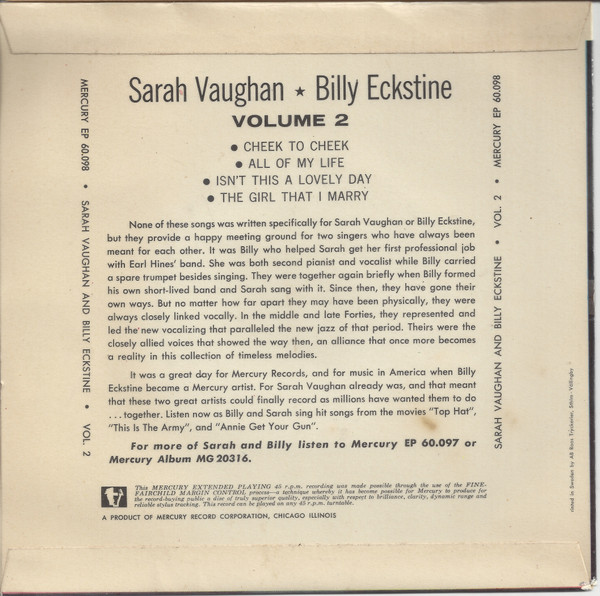 Sarah Vaughan ★ Billy Eckstine
VOLUME 2
• CHEEK TO CHEEK
• ALL OF MY LIFE
• ISN'T THIS A LOVELY DAY
• THE GIRL THAT I MARRY
None of these songs was written specifically for Sarah Vaughan or Billy Eckstine,
but they provide a happy meeting ground for two singers who have always been
meant for each other. It was Billy who helped Sarah get her first professional job
with Earl Hines' band. She was both second pianist and vocalist while Billy carried
a spare trumpet besides singing. They were together again briefly when Billy formed
his own short-lived band and Sarah sang with it. Since then, they have gone their
own ways. But no matter how far apart they may have been physically, they were
always closely linked vocally. In the middle and late Forties, they represented and
led the new vocalizing that paralleled the new jazz of that period. Theirs were the
closely allied voices that showed the way then, an alliance that once more becomes
a reality in this collection of timeless melodies.
It was a great day for Mercury Records, and for music in America when Billy
Eckstine became a Mercury artist. For Sarah Vaughan already was, and that meant
that these two great artists could finally record as millions have wanted them to do
. . . together. Listen now as Billy and Sarah sing hit songs from the movies "Top Hat",
"This Is The Army", and "Annie Get Your Gun".
For more of Sarah and Billy listen to Mercury EP 60.097 or
Mercury Album MG 20316.
This MERCURY EXTENDED PLAYING 45 r.p.m. recording was made possible through the use of the FINE-
FAIRCHILD MARGIN CONTROL process—a technique whereby it has become possible for Mercury to produce for
the record-buying public a disc of truly superior quality, especially with respect to brilliance, clarity, dynamic range and
reliable stylus tracking. This record can be played on any 45 r.p.m. turntable.
A PRODUCT OF MERCURY RECORD CORPORATION, CHICAGO ILLINOIS
MERCURY EP 60.098 • SARAH VAUGHAN AND BILLY ECKSTINE • VOL. 2
SARAH VAUGHAN AND BILLY ECKSTINE • VOL. 2 • MERCURY EP 60.098
in Sweden by AB Ross Tryckerier, Sthlm-Vällingby